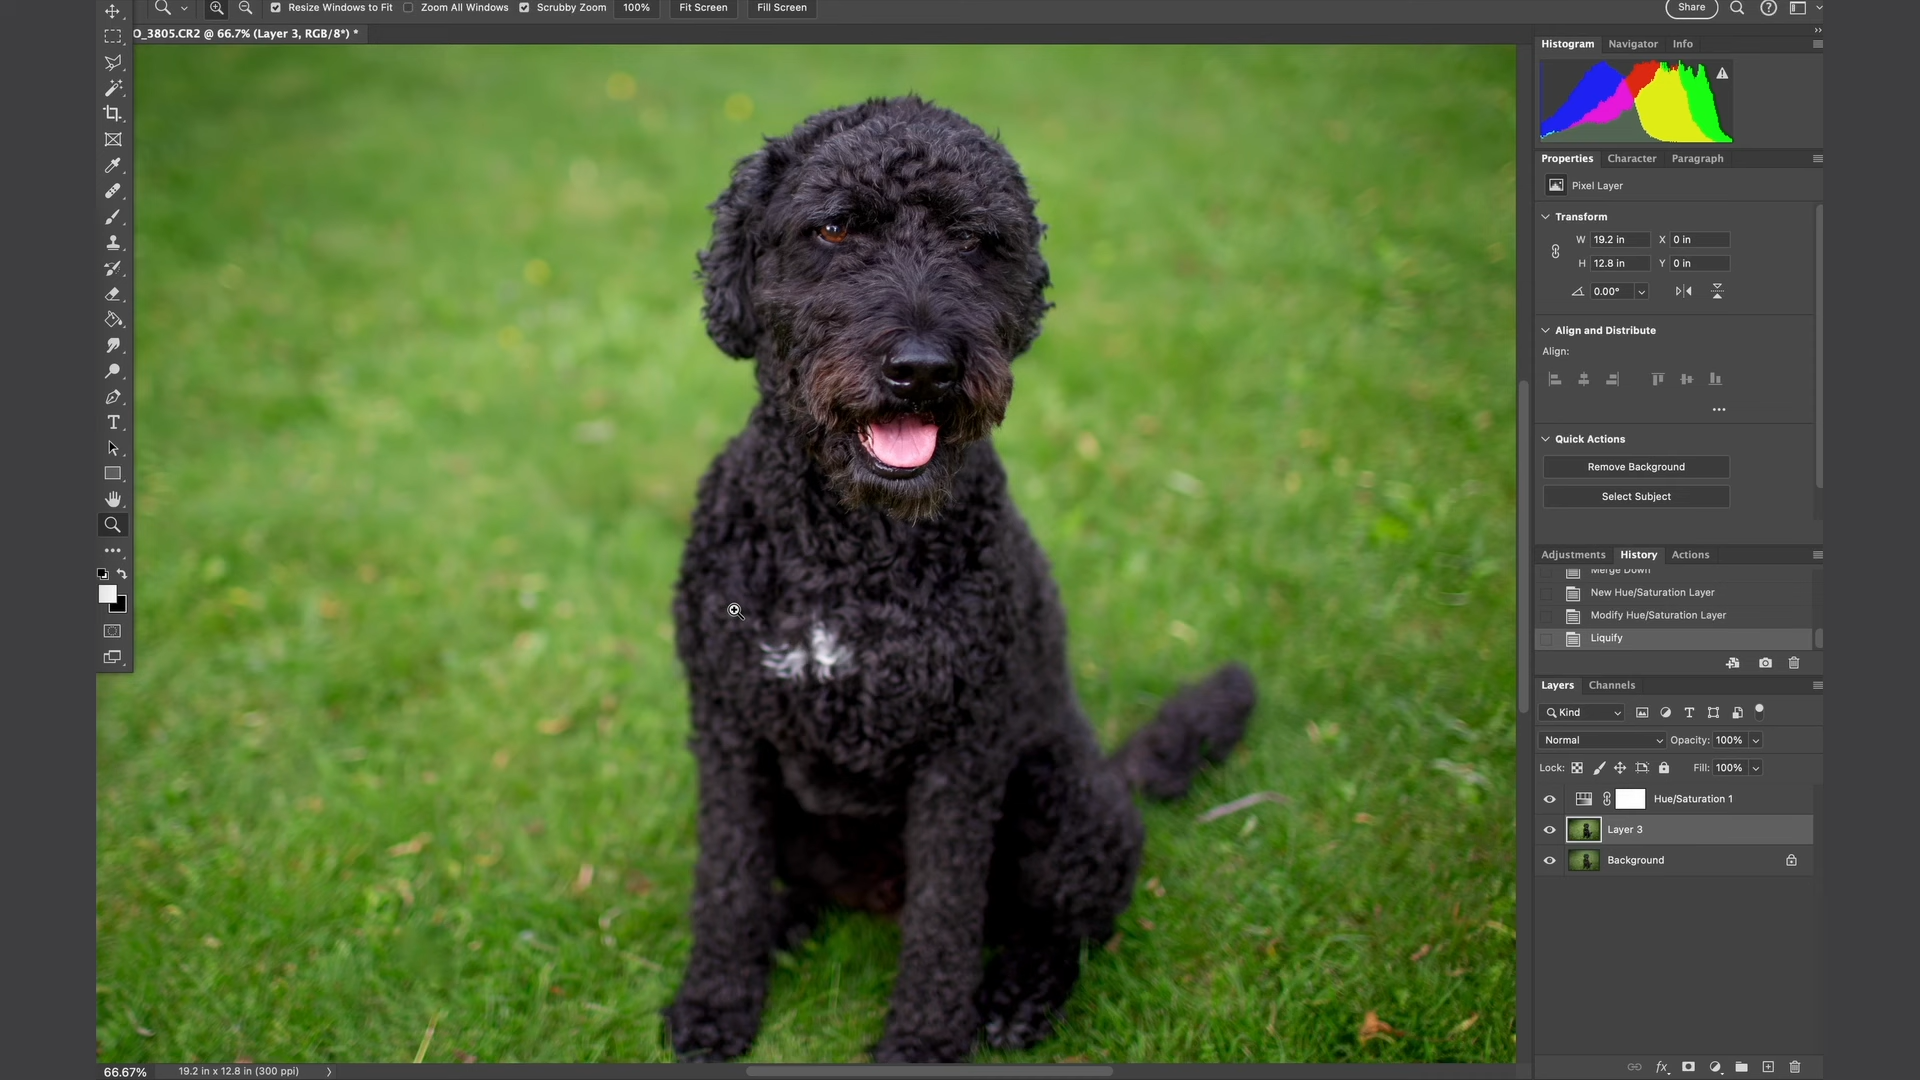 Resize Windows to Fit Zoom All Windows Scrubby Zoom 100% Fit Screen Fill Screen Share
O_3805.CR2 @ 66.7% (Layer 3, RGB/8*) *
Histogram Navigator Info
Properties Character Paragraph
Pixel Layer
Transform
W 19.2 in X 0 in
H 12.8 in Y 0 in
0.00°
Align and Distribute
Align:
Quick Actions
Remove Background
Select Subject
Adjustments History Actions
Merge Down
New Hue/Saturation Layer
Modify Hue/Saturation Layer
Liquify
Layers Channels
Kind
Normal Opacity: 100%
Lock: Fill: 100%
Hue/Saturation 1
Layer 3
Background
66.67% 19.2 in x 12.8 in (300 ppi)
fx